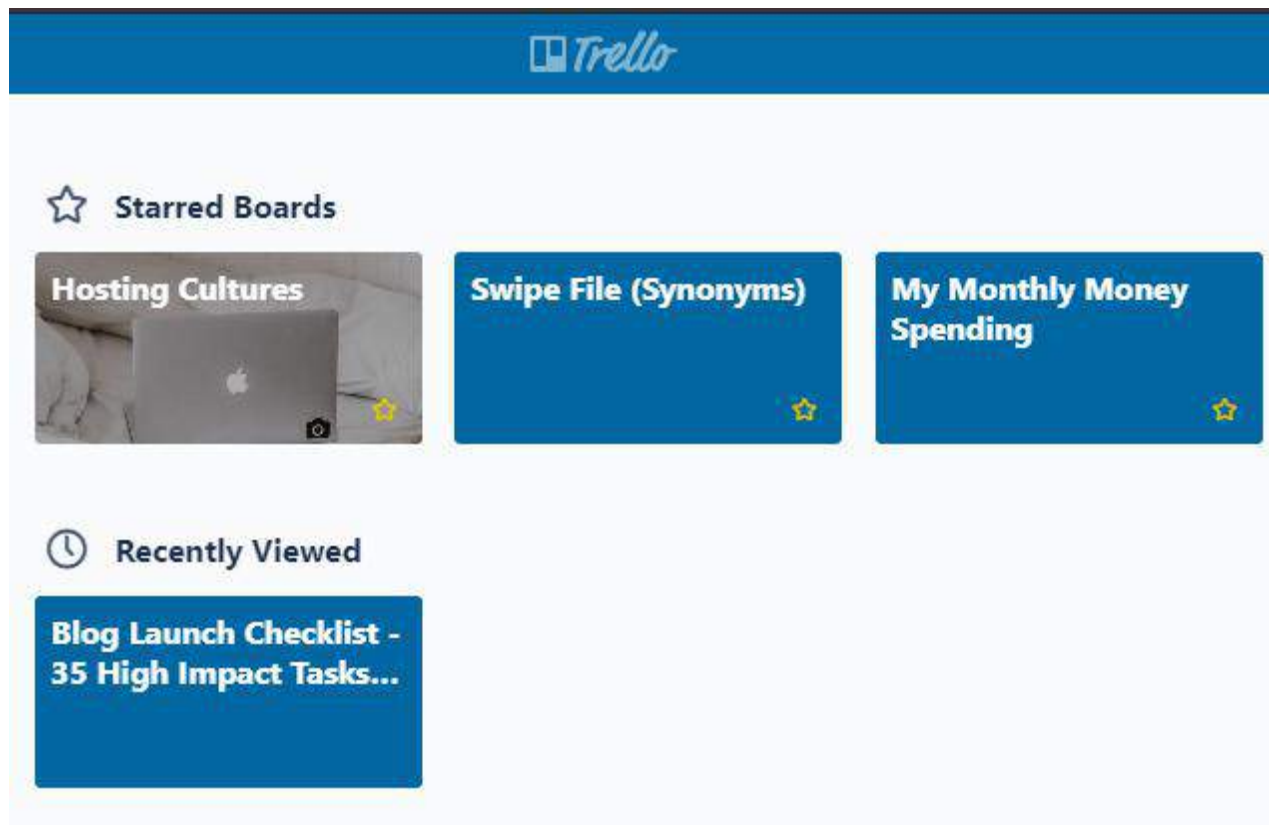 Trello
Starred Boards
Hosting Cultures
Swipe File (Synonyms)
My Monthly Money
Spending
Recently Viewed
Blog Launch Checklist -
35 High Impact Tasks...